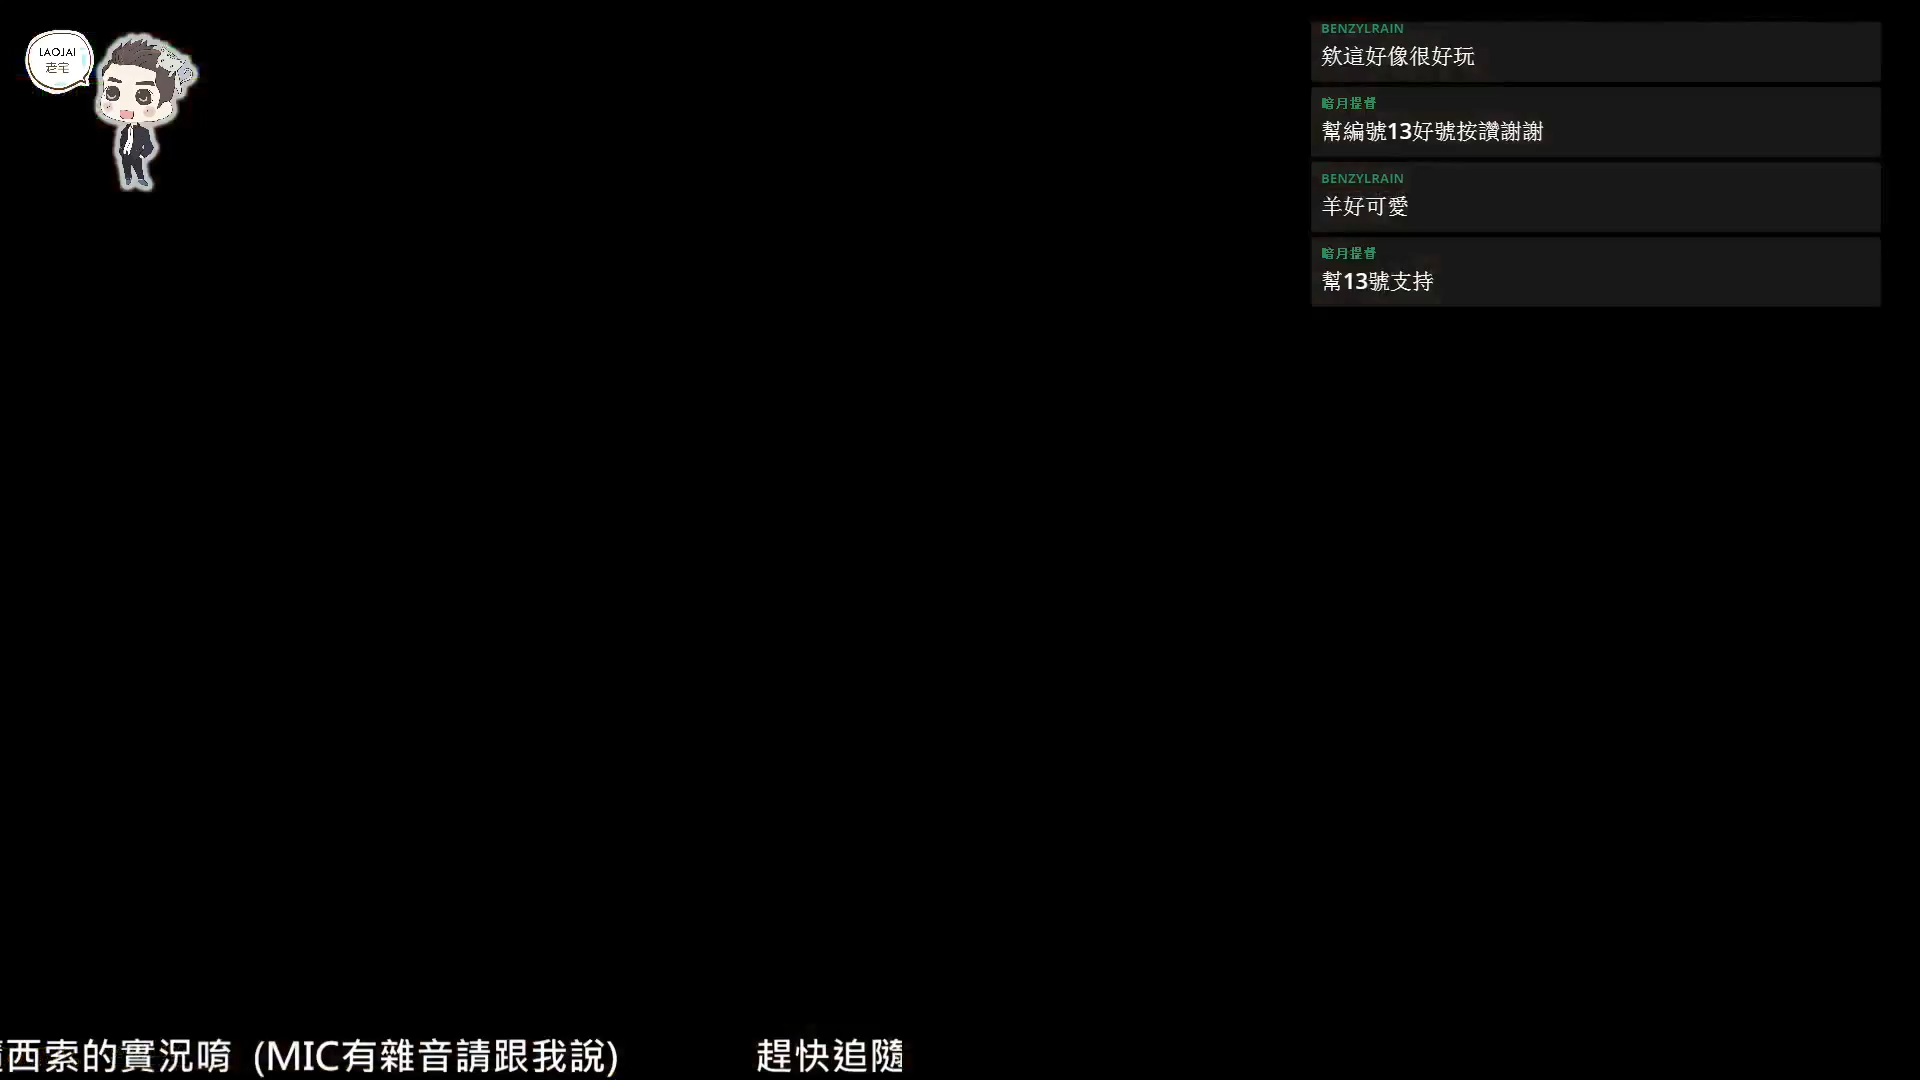 LAOJAI
老宅
BENZYLRAIN
欸這好像很好玩
暗月提督
幫編號13好號按讚謝謝
BENZYLRAIN
羊好可愛
暗月提督
幫13號支持
西索的實況唷 (MIC有雜音請跟我說) 趕快追隨